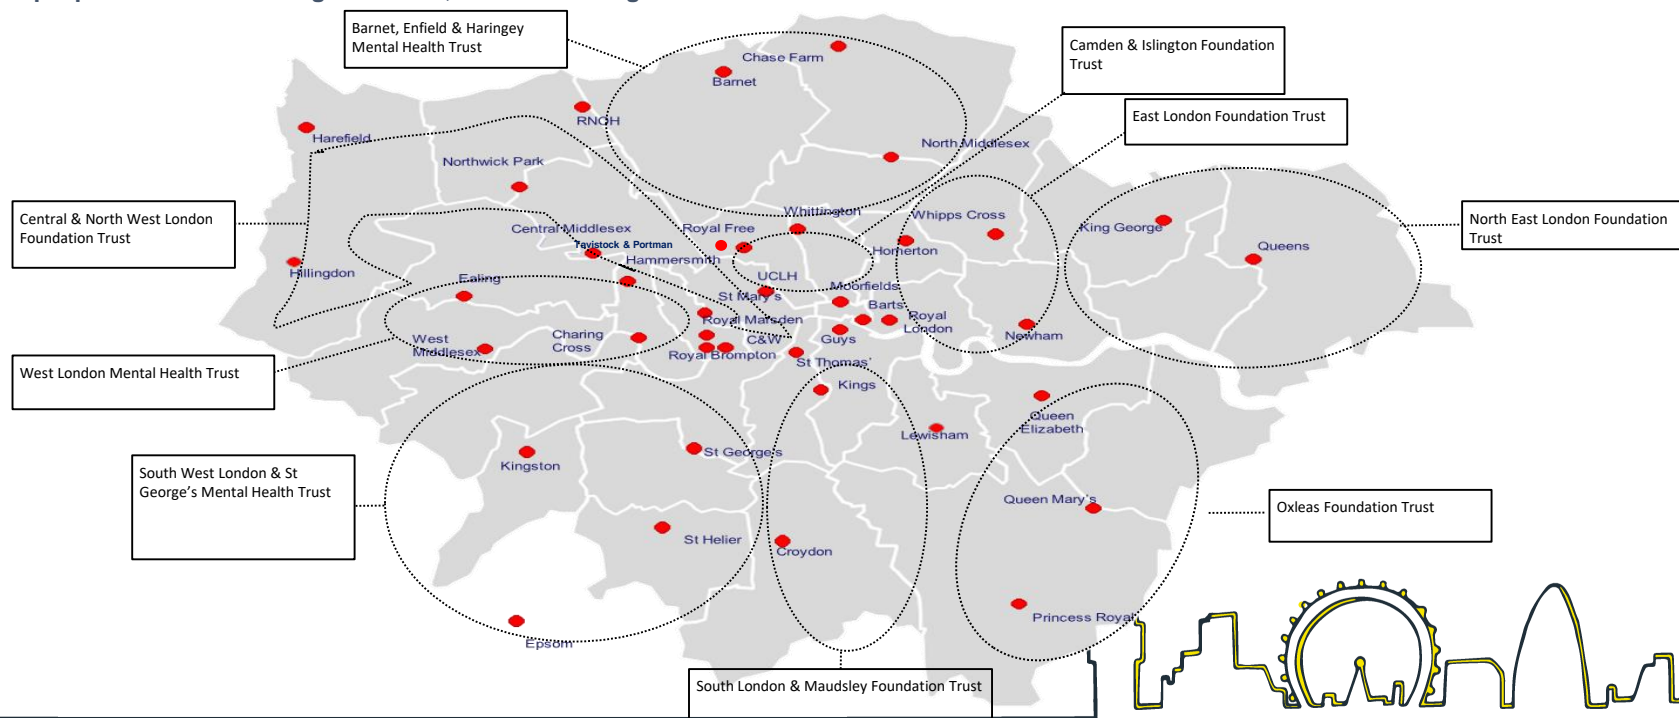 Barnet, Enfield & Haringey
Mental Health Trust
Camden & Islington Foundation
Trust
East London Foundation Trust
North East London Foundation
Trust
Central & North West London
Foundation Trust
West London Mental Health Trust
South West London & St
George's Mental Health Trust
Oxleas Foundation Trust
South London & Maudsley Foundation Trust
Chase Farm
Barnet
RNOH
Harefield
North Middlesex
Northwick Park
Whittington
Whipps Cross
Central Middlesex
Royal Free
King George
Tavistock & Portman
Homerton
Queens
Hammersmith
Hillingdon
UCLH
Ealing
Moorfields
St Mary's
Barts
Royal Marsden
Royal
London
West
Middlesex
Charing
Cross
C&W
Guys
Newham
Royal Brompton
St Thomas'
Kings
Queen
Elizabeth
Lewisham
St George's
Kingston
Queen Mary's
St Helier
Croydon
Princess Royal
Epsom